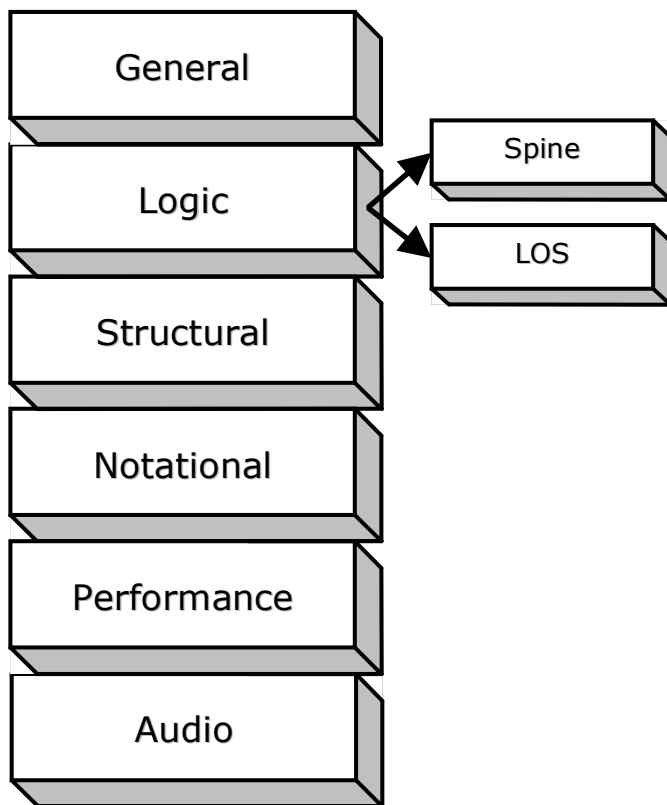 General
Logic
Spine
LOS
Structural
Notational
Performance
Audio